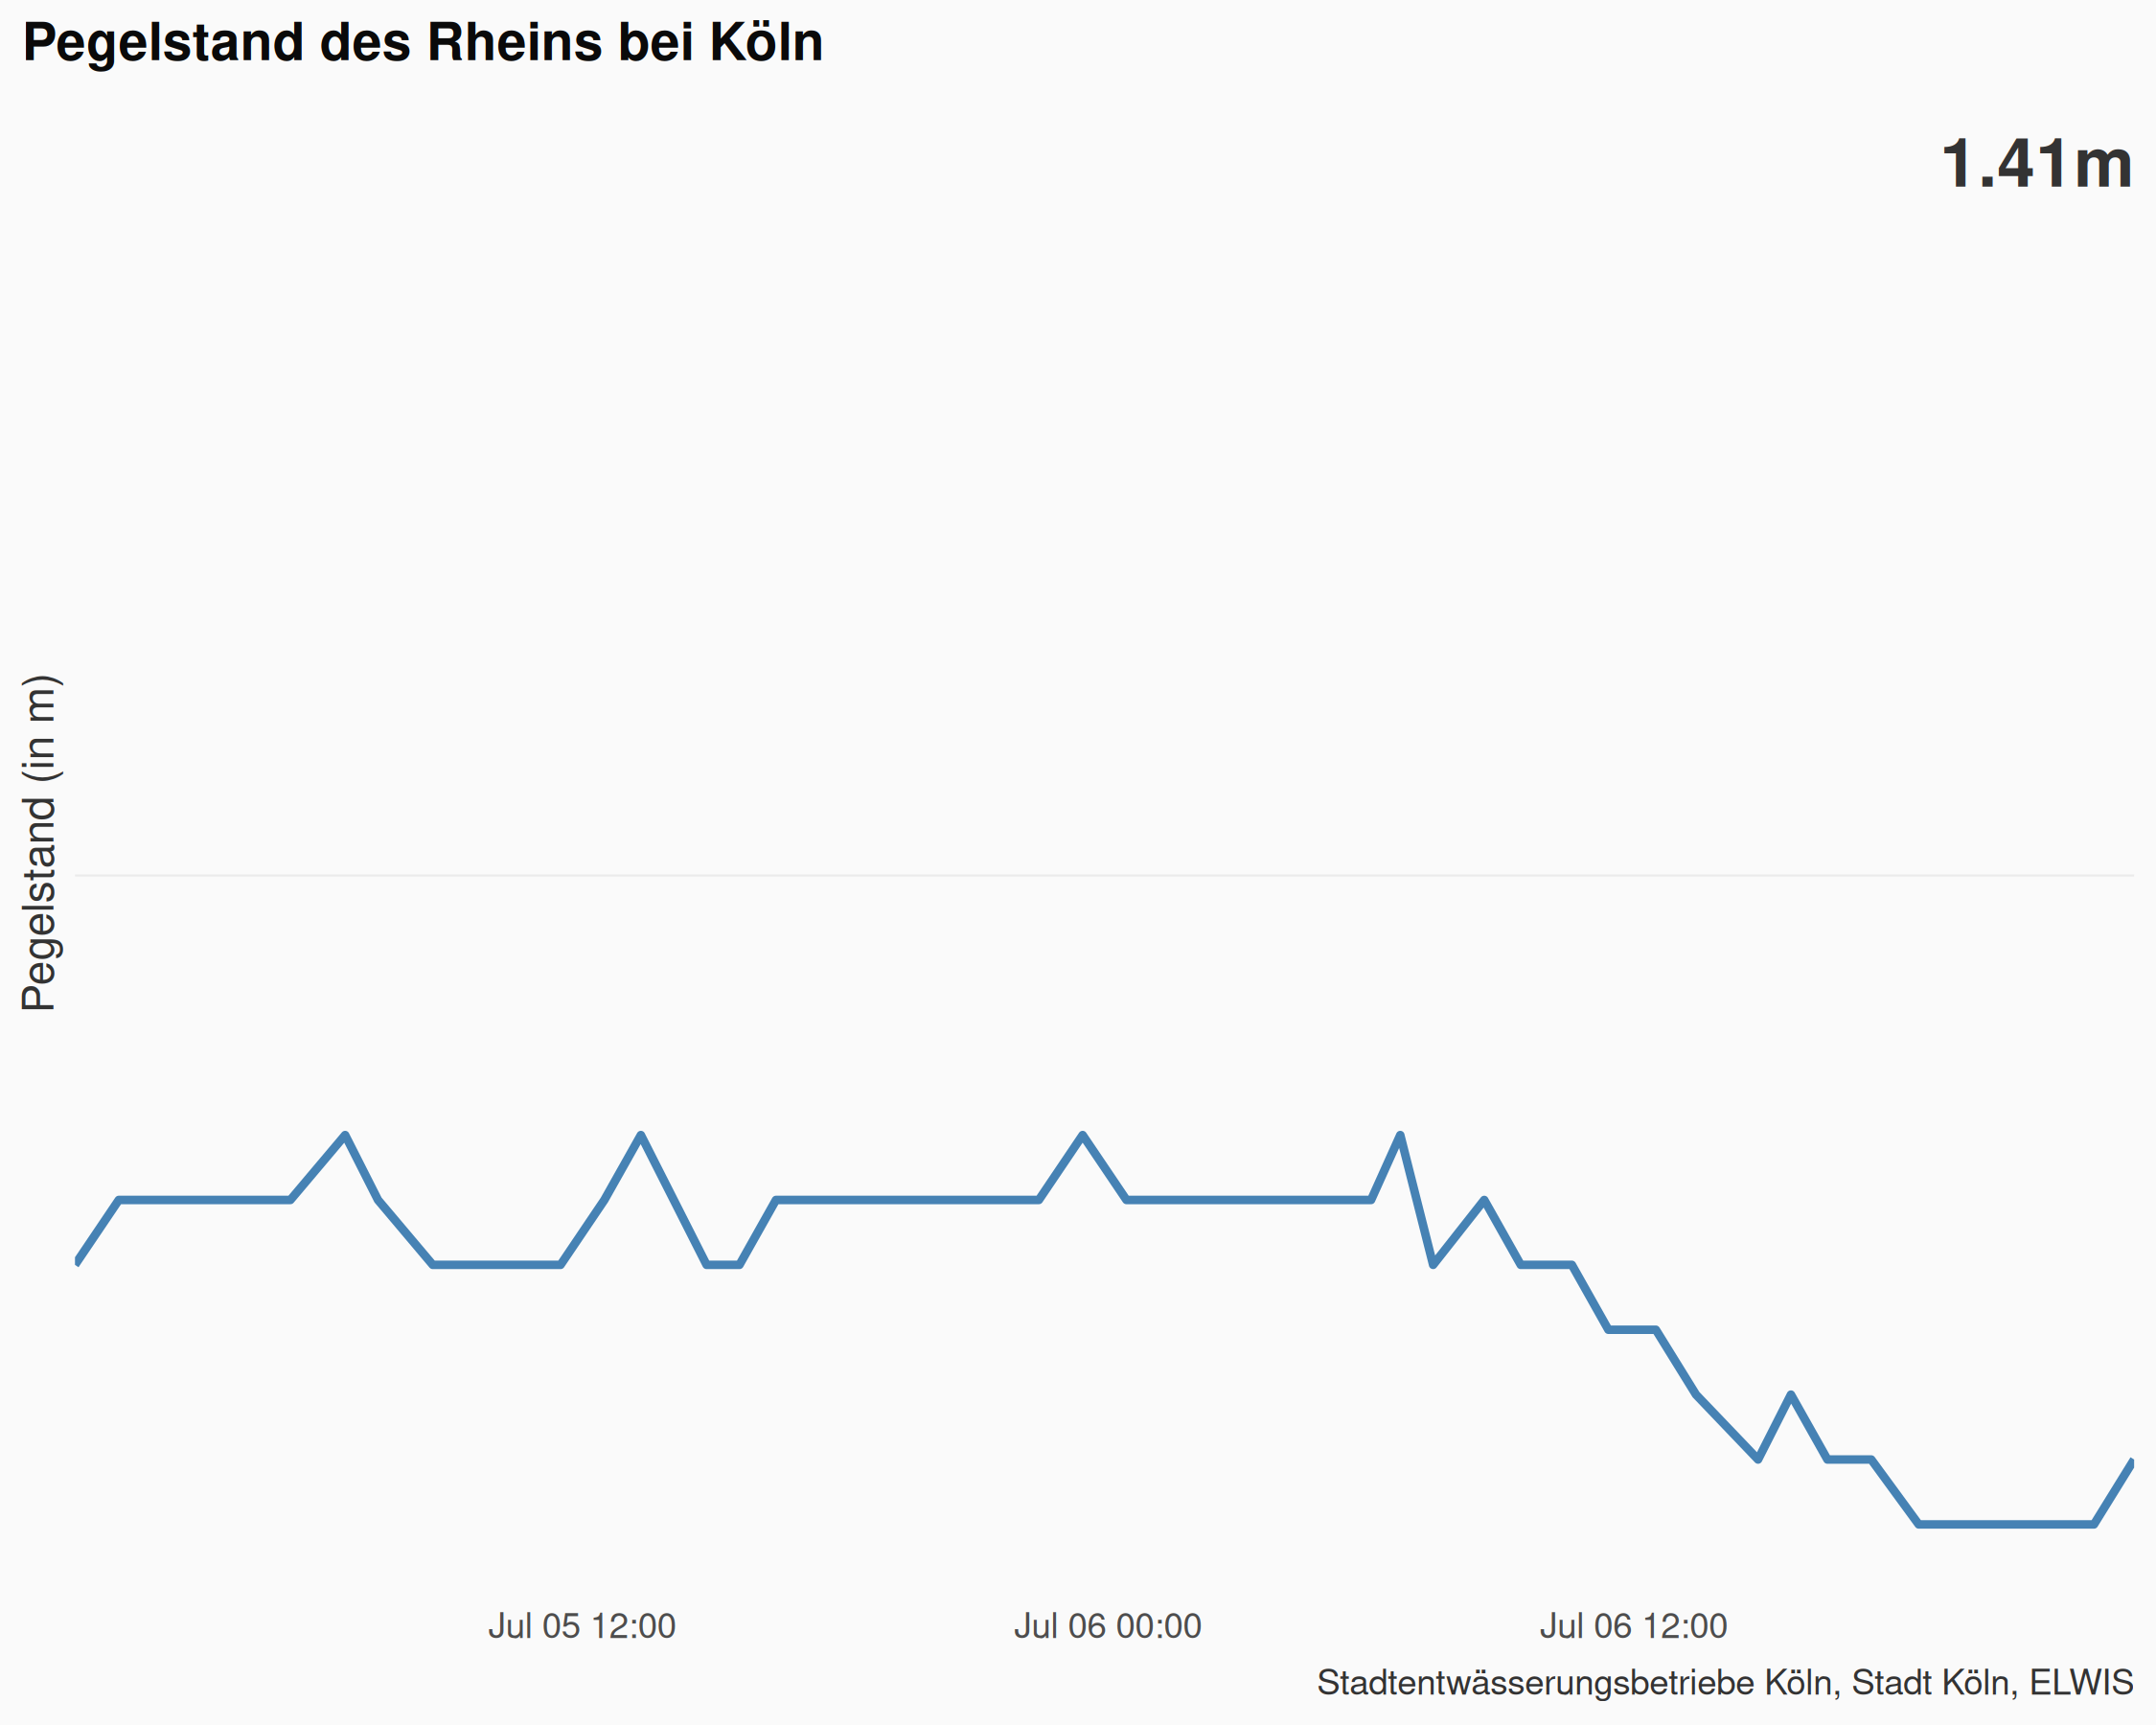 Pegelstand des Rheins bei Köln
1.41m
Pegelstand (in m)
Jul 05 12:00
Jul 06 00:00
Jul 06 12:00
Stadtentwässerungsbetriebe Köln, Stadt Köln, ELWIS